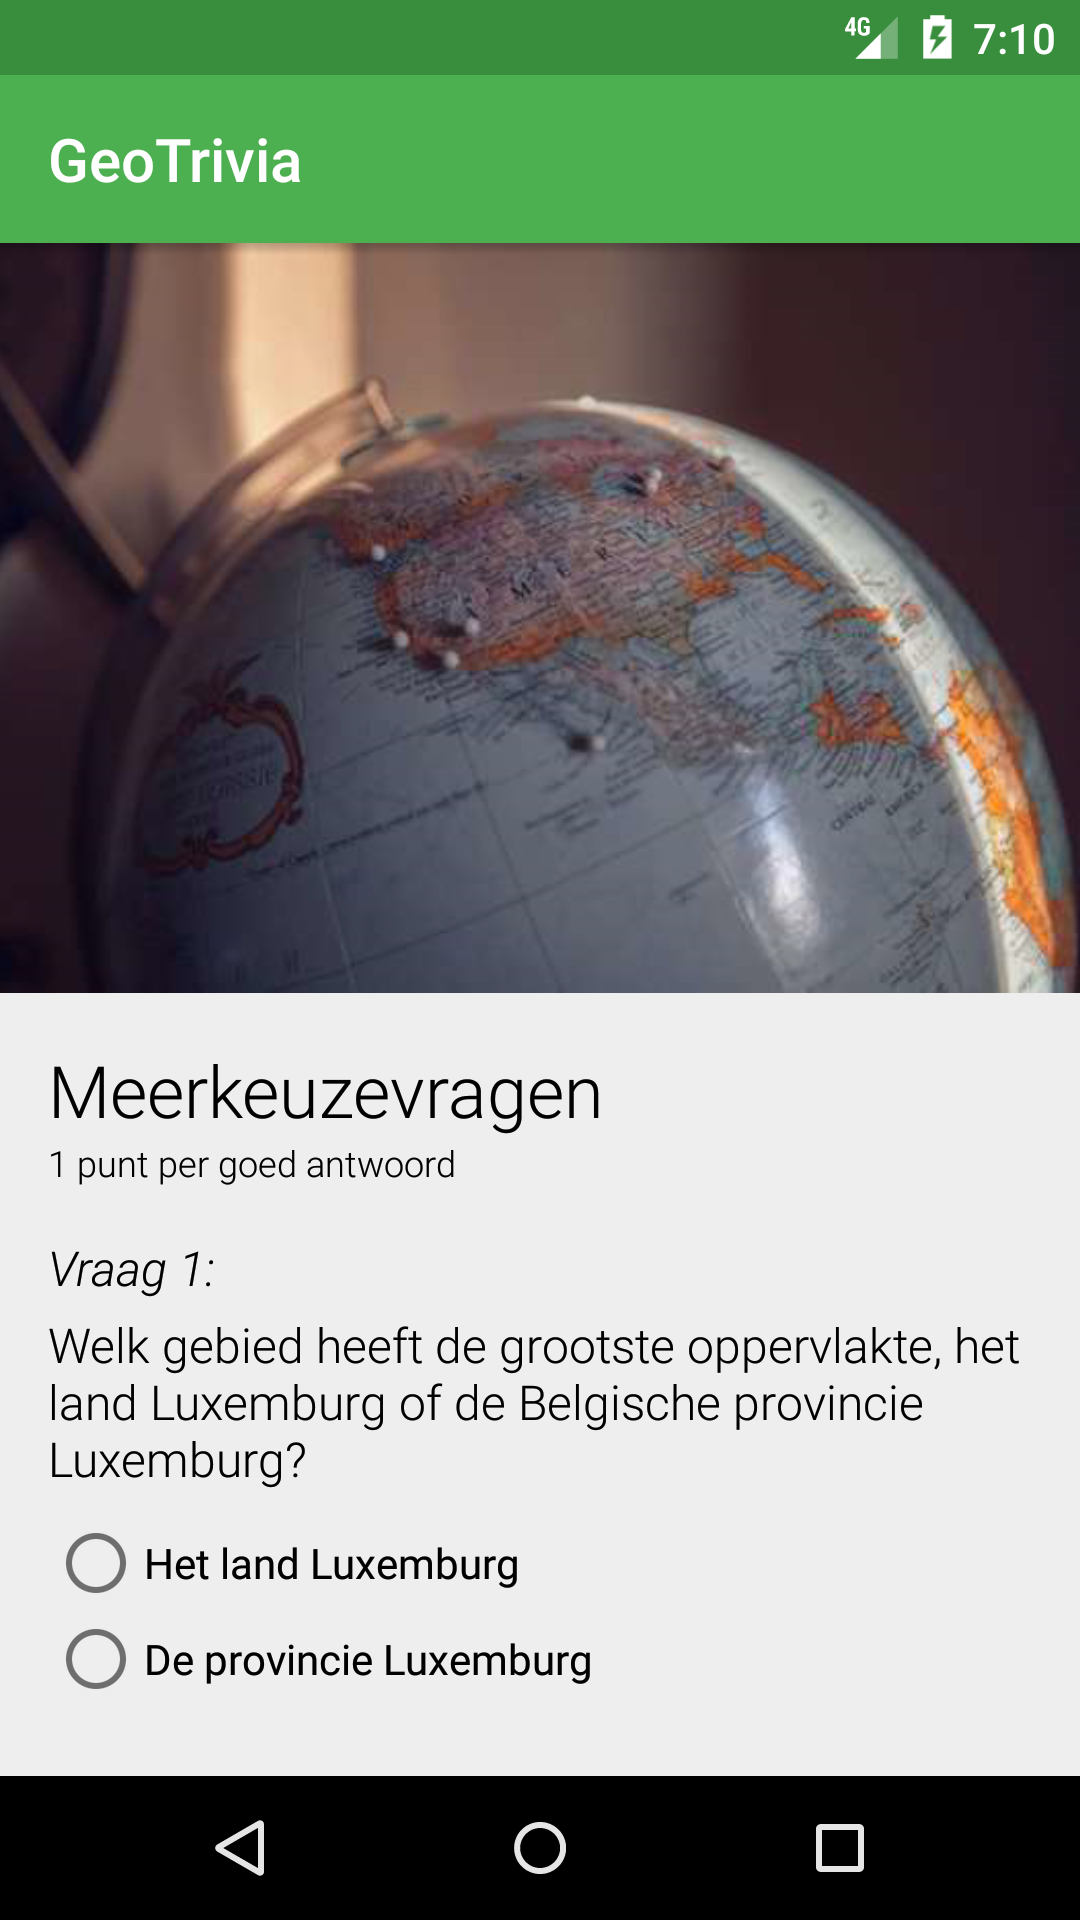 4G 7:10
GeoTrivia
Meerkeuzevragen
1 punt per goed antwoord
Vraag 1:
Welk gebied heeft de grootste oppervlakte, het
land Luxemburg of de Belgische provincie
Luxemburg?
Het land Luxemburg
De provincie Luxemburg